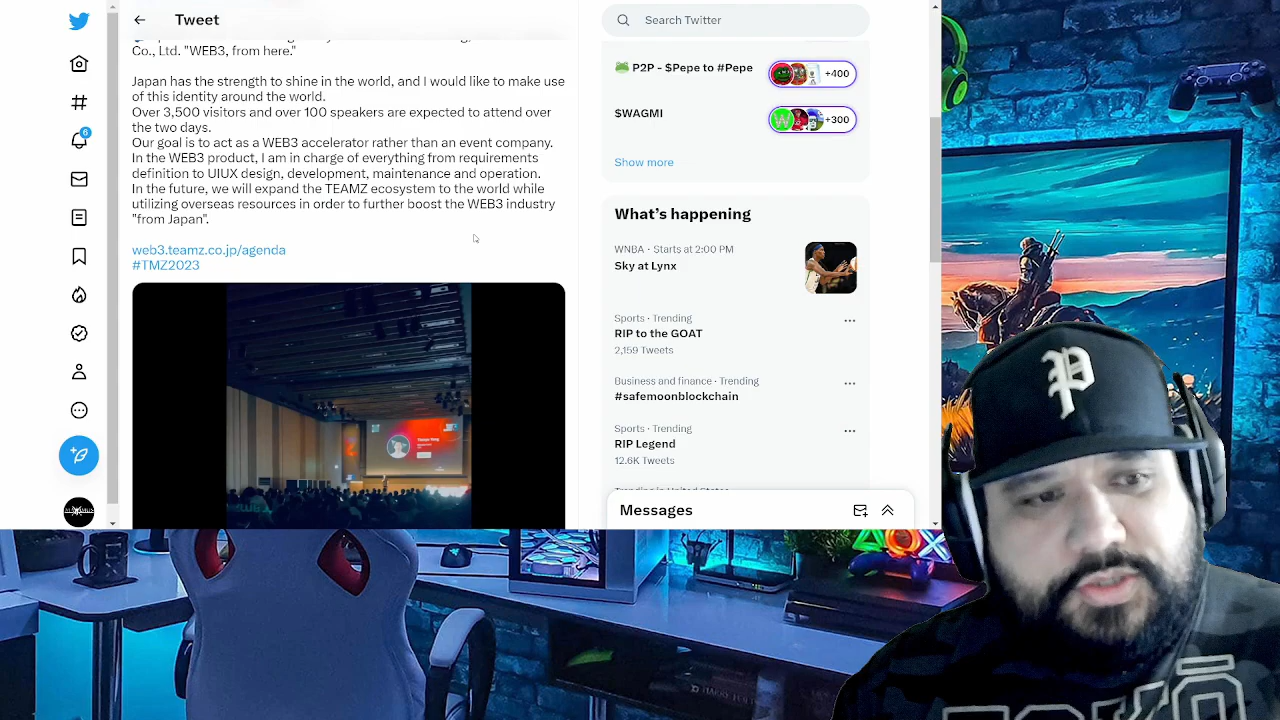 Tweet
Co., Ltd. "WEB3, from here."
Japan has the strength to shine in the world, and I would like to make use
of this identity around the world.
Over 3,500 visitors and over 100 speakers are expected to attend over
the two days.
Our goal is to act as a WEB3 accelerator rather than an event company.
In the WEB3 product, I am in charge of everything from requirements
definition to UIUX design, development, maintenance and operation.
In the future, we will expand the TEAMZ ecosystem to the world while
utilizing overseas resources in order to further boost the WEB3 industry
"from Japan".
web3.teamz.co.jp/agenda
#TMZ2023
6
Search Twitter
P2P - $Pepe to #Pepe
+400
$WAGMI
+300
Show more
What's happening
WNBA · Starts at 2:00 PM
Sky at Lynx
Sports · Trending
RIP to the GOAT
2,159 Tweets
Business and finance · Trending
#safemoonblockchain
Sports · Trending
RIP Legend
12.6K Tweets
Messages
P